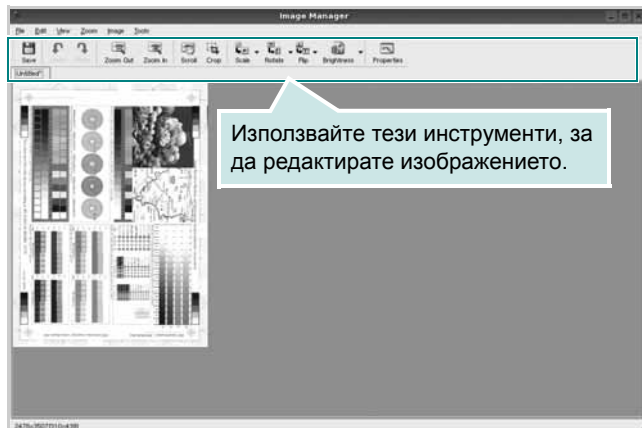 Image Manager
File Edit View Zoom Image Tools
Save Zoom Out Zoom In Scroll Crop Scale Rotate Flip Brightness Properties
Untitled*
Използвайте тези инструменти, за
да редактирате изображението.